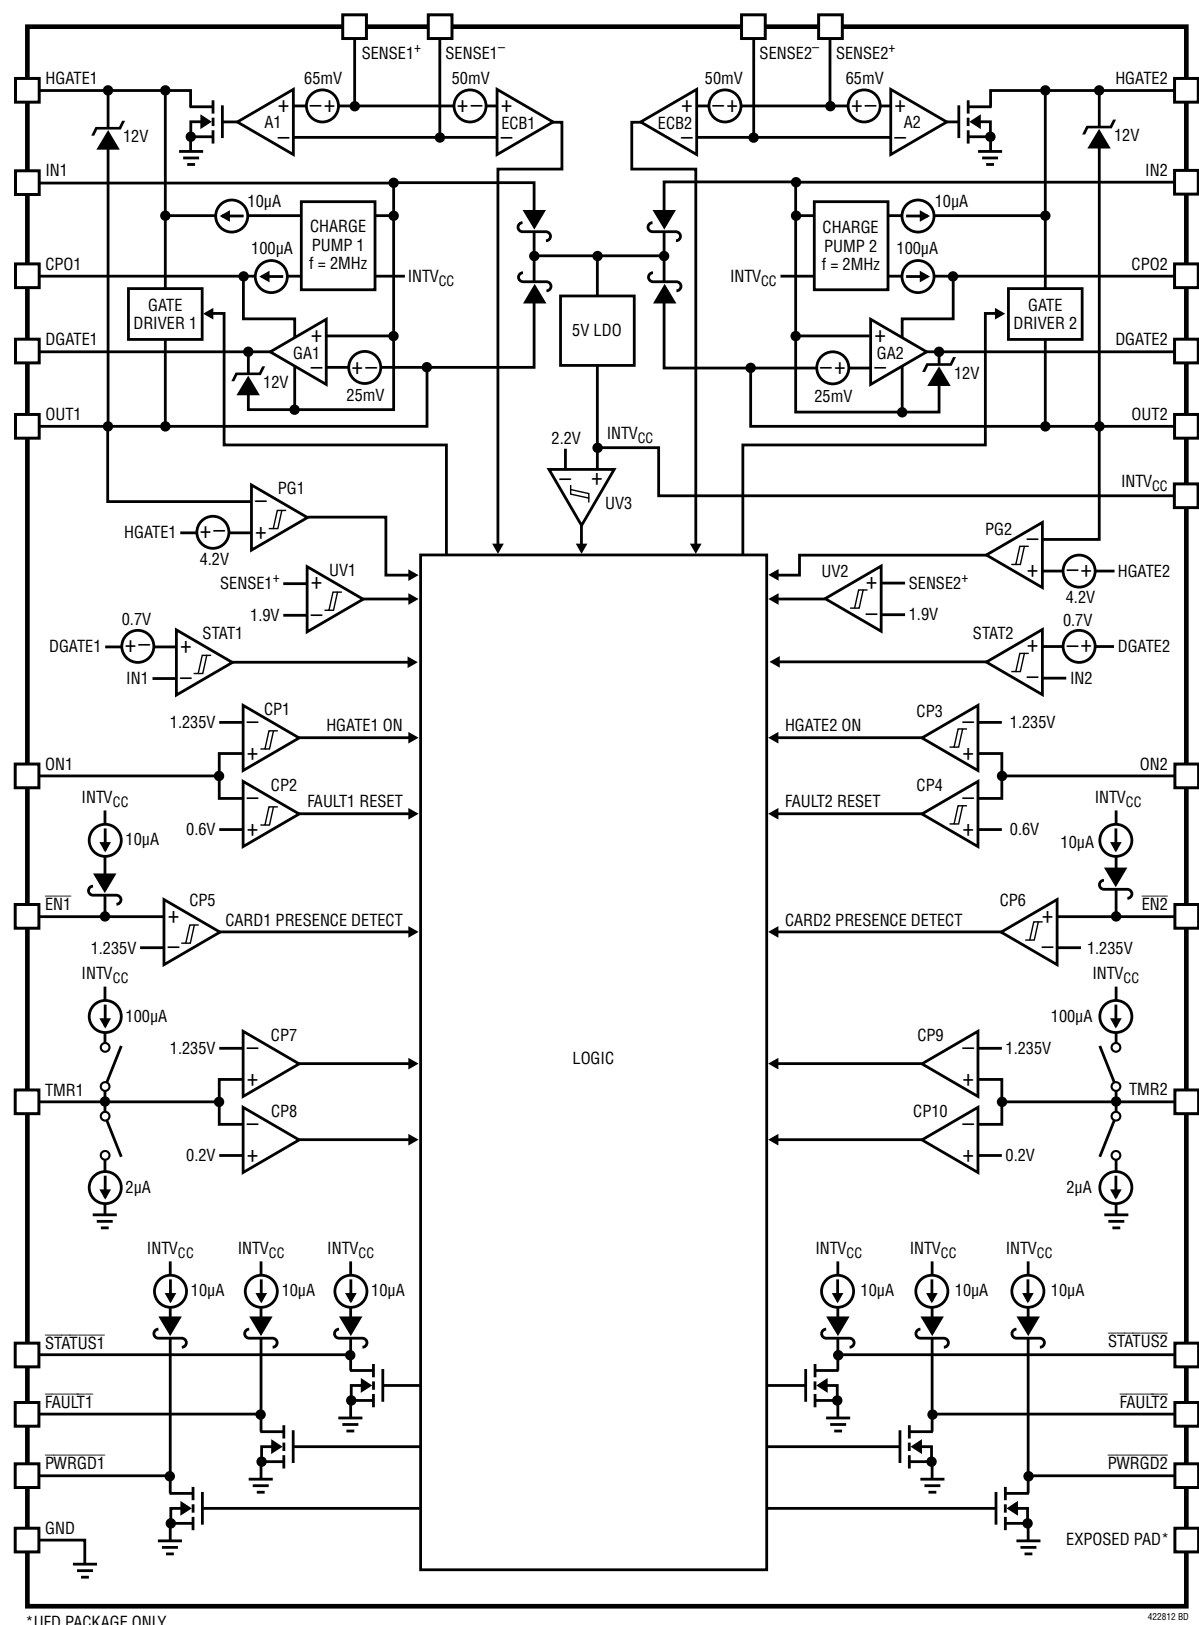 SENSE1+ SENSE1– SENSE2– SENSE2+
HGATE1 65mV 50mV 50mV 65mV HGATE2
+ – A1 – + + – + – ECB1 ECB2 + – – + + – + – A2
12V 12V
IN1 IN2
10µA CHARGE PUMP 1 f = 2MHz CHARGE PUMP 2 f = 2MHz 10µA
CPO1 100µA INTVCC INTVCC 100µA CPO2
GATE DRIVER 1 5V LDO GATE DRIVER 2
DGATE1 GA1 + – + – + – – + GA2 DGATE2
12V 25mV 25mV 12V
OUT1 OUT2
2.2V INTVCC
– + UV3 INTVCC
PG1 –
HGATE1 + – + PG2 –
4.2V UV1 UV2 + – + HGATE2
SENSE1+ + + SENSE2+ 4.2V
1.9V – – 1.9V
0.7V STAT1 STAT2 0.7V
DGATE1 + – + + – + DGATE2
IN1 – – IN2
CP1 CP3
1.235V – HGATE1 ON HGATE2 ON – 1.235V
+ +
ON1 ON2
CP2 CP4
INTVCC – FAULT1 RESET FAULT2 RESET – INTVCC
0.6V + + 0.6V
10µA 10µA
EN1 CP5 CP6 EN2
+ CARD1 PRESENCE DETECT CARD2 PRESENCE DETECT +
1.235V – – 1.235V
INTVCC INTVCC
100µA 100µA
CP7 CP9
1.235V – LOGIC – 1.235V
+ +
TMR1 TMR2
CP8 CP10
– –
0.2V + + 0.2V
2µA 2µA
INTVCC INTVCC INTVCC INTVCC INTVCC INTVCC
10µA 10µA 10µA 10µA 10µA 10µA
STATUS1 STATUS2
FAULT1 FAULT2
PWRGD1 PWRGD2
GND EXPOSED PAD*
*UFD PACKAGE ONLY
422812 BD